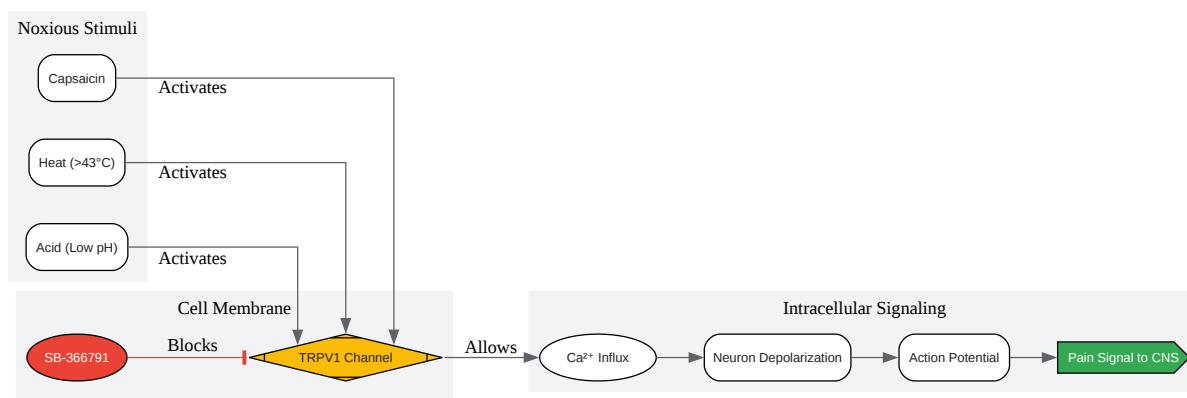 Noxious Stimuli
Capsaicin
Activates
Heat (>43°C)
Activates
Acid (Low pH)
Activates
Cell Membrane
Intracellular Signaling
SB-366791
Blocks
TRPV1 Channel
Allows
Ca²⁺ Influx
Neuron Depolarization
Action Potential
Pain Signal to CNS